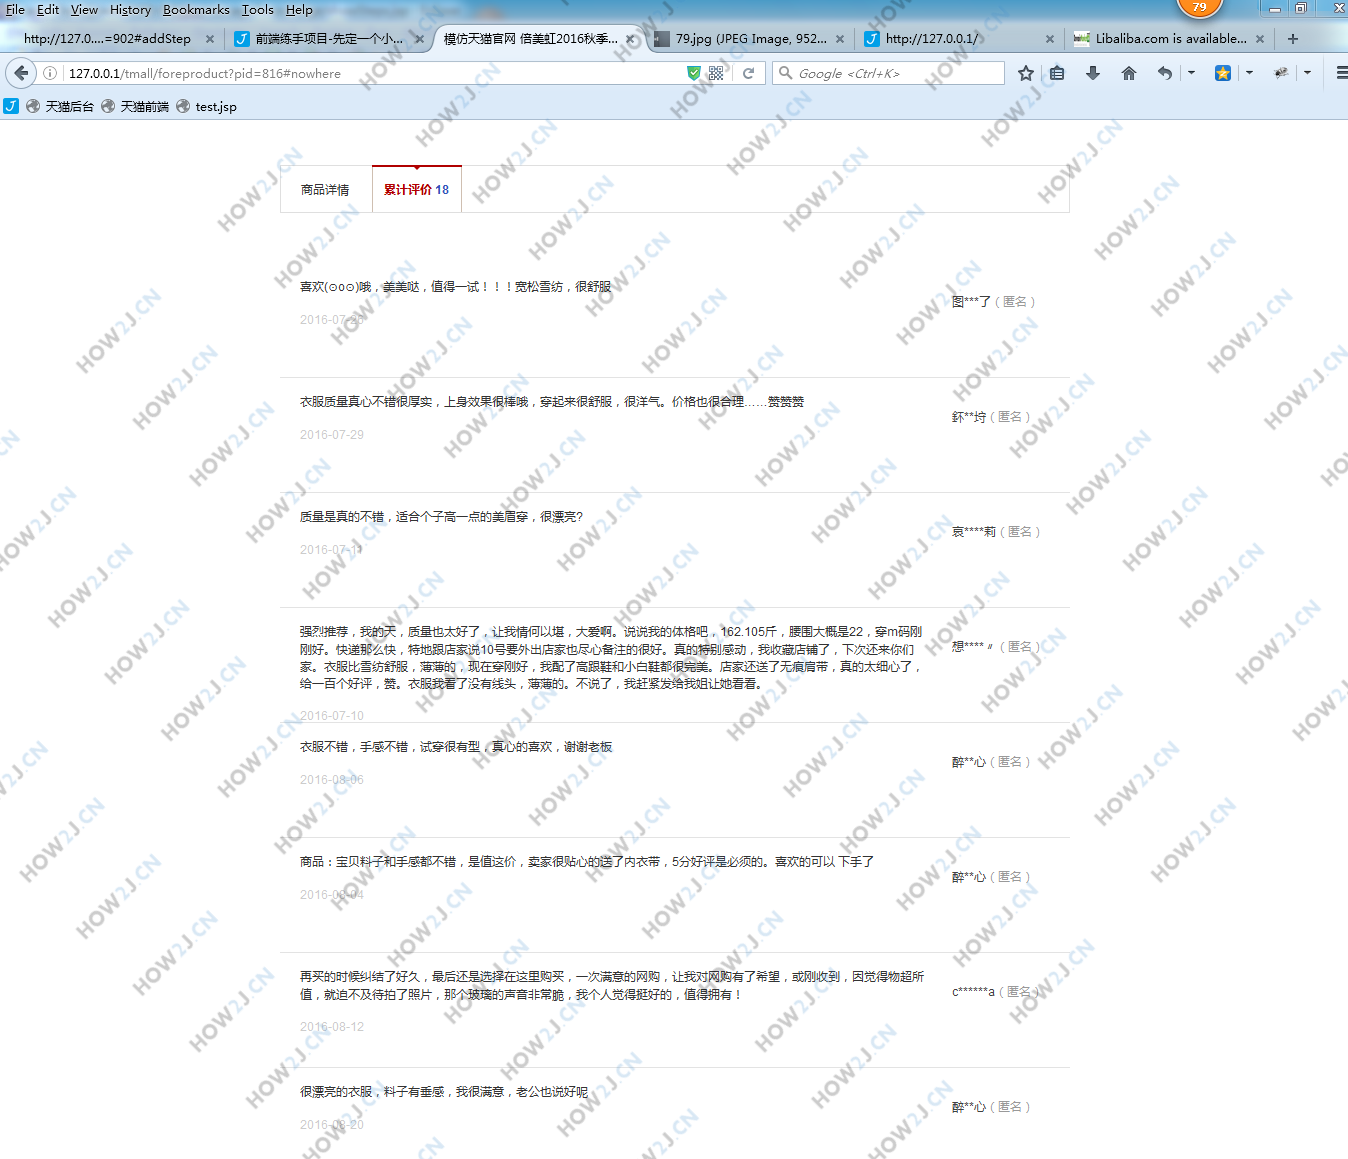 File Edit View History Bookmarks Tools Help
79
http://127.0....=902#addStep
前端练手项目-先定一个小...
模仿天猫官网 倍美虹2016秋季...
79.jpg (JPEG Image, 952...
http://127.0.0.1/
Libaliba.com is available...
127.0.0.1/tmall/foreproduct?pid=816#nowhere
Google <Ctrl+K>
天猫后台 天猫前端 test.jsp
商品详情 累计评价 18
喜欢(⊙o⊙)哦，美美哒，值得一试！！！宽松雪纺，很舒服
图***了（匿名）
2016-07-26
衣服质量真心不错很厚实，上身效果很棒哦，穿起来很舒服，很洋气。价格也很合理……赞赞赞
（匿名）
2016-07-29
质量是真的不错，适合个子高一点的美眉穿，很漂亮?
哀****莉（匿名）
2016-07-11
强烈推荐，我的天，质量也太好了，让我情何以堪，大爱啊。说说我的体格吧，162.105斤，腰围大概是22，穿m码刚
刚好。快递那么快，特地跟店家说10号要外出店家也尽心备注的很好。真的特别感动，我收藏店铺了，下次还来你们
家。衣服比雪纺舒服，薄薄的，现在穿刚好，我配了高跟鞋和小白鞋都很完美。店家还送了无痕肩带，真的太细心了，
给一百个好评，赞。衣服我看了没有线头，薄薄的。不说了，我赶紧发给我姐让她看看。
想****〃（匿名）
2016-07-10
衣服不错，手感不错，试穿很有型，真心的喜欢，谢谢老板
醉**心（匿名）
2016-08-06
商品：宝贝料子和手感都不错，是值这价，卖家很贴心的送了内衣带，5分好评是必须的。喜欢的可以 下手了
醉**心（匿名）
2016-08-04
再买的时候纠结了好久，最后还是选择在这里购买，一次满意的网购，让我对网购有了希望，或刚收到，因觉得物超所
值，就迫不及待拍了照片，那个玻璃的声音非常脆，我个人觉得挺好的，值得拥有！
c******a（匿名）
2016-08-12
很漂亮的衣服，料子有垂感，我很满意，老公也说好呢
醉**心（匿名）
2016-08-20
HOW2J.CN